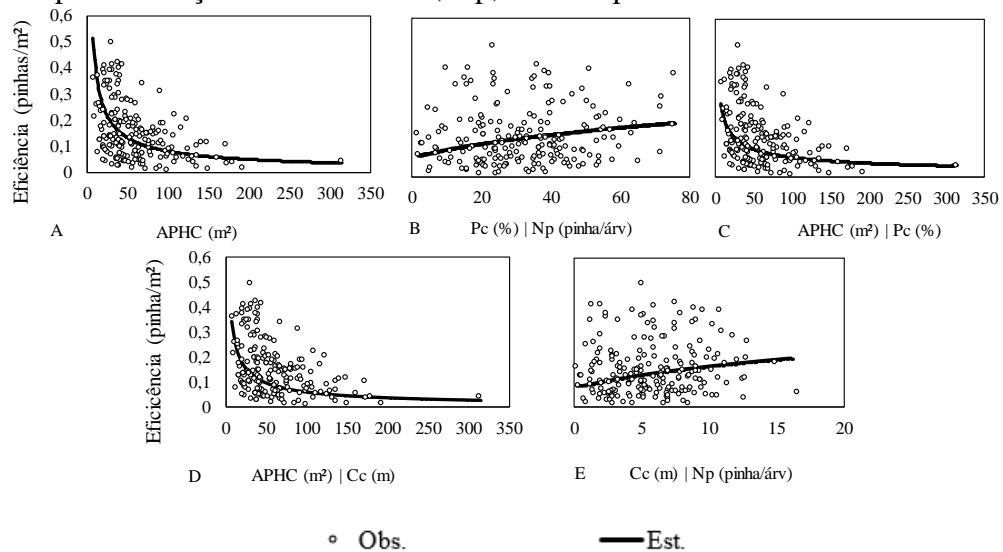 0,6
0,5
0,4
0,3
0,2
0,1
0
Eficiência (pinhas/m²)
0 50 100 150 200 250 300 350
A APHC (m²)
0 20 40 60 80
B Pc (%) | Np (pinha/árv)
0 50 100 150 200 250 300 350
C APHC (m²) | Pc (%)
0,6
0,5
0,4
0,3
0,2
0,1
0
Eficicência (pinha/m²)
0 50 100 150 200 250 300 350
D APHC (m²) | Cc (m)
0 5 10 15 20
E Cc (m) | Np (pinha/árv)
Obs. Est.